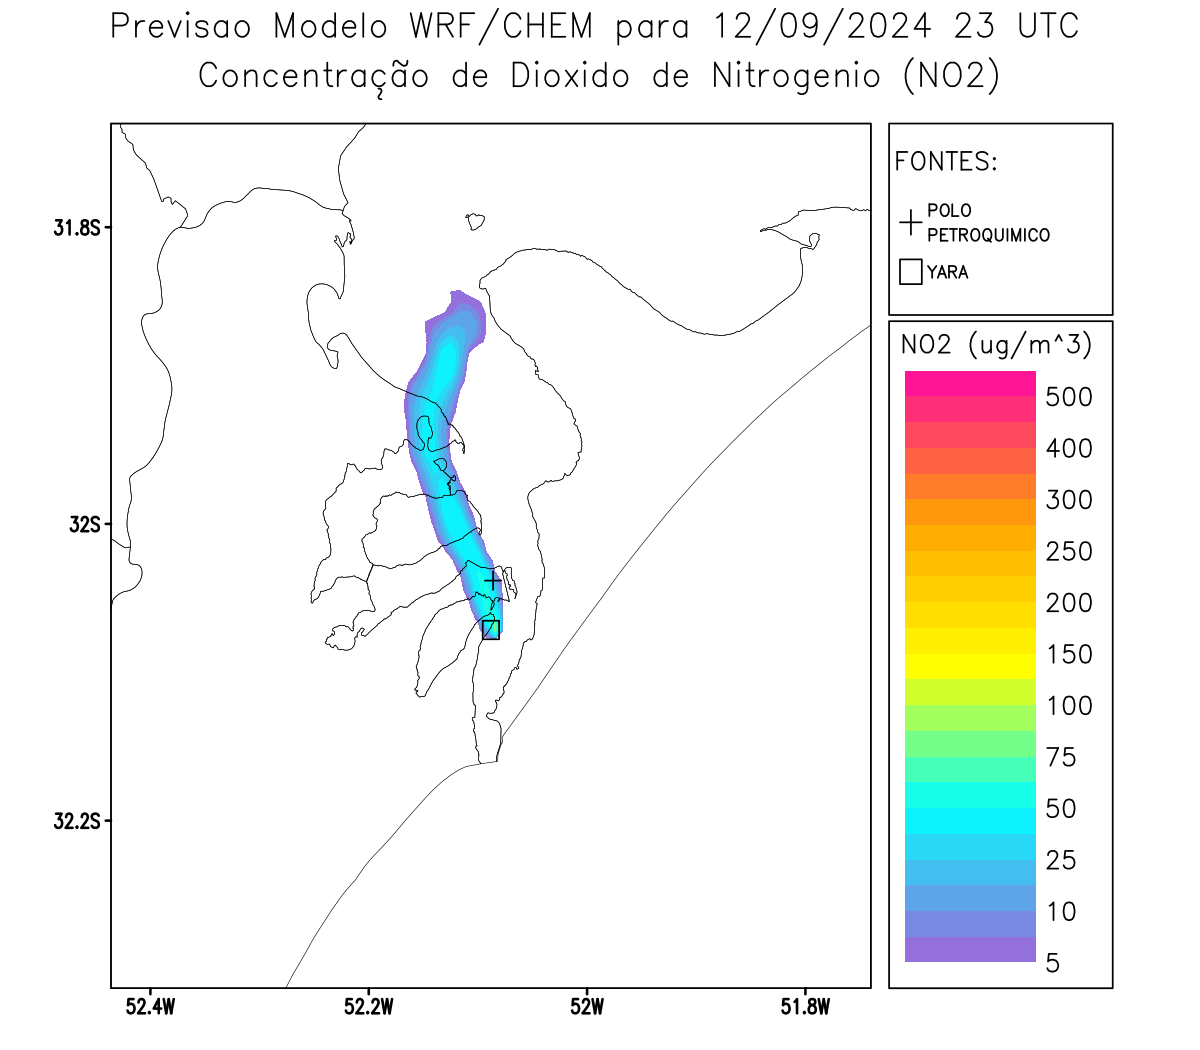 Previsao Modelo WRF/CHEM para 12/09/2024 23 UTC
Concentração de Dioxido de Nitrogenio (NO2)
FONTES:
POLO
PETROQUIMICO
YARA
NO2 (ug/m^3)
500
400
300
250
200
150
100
75
50
25
10
5
31.8S
32S
32.2S
52.4W
52.2W
52W
51.8W